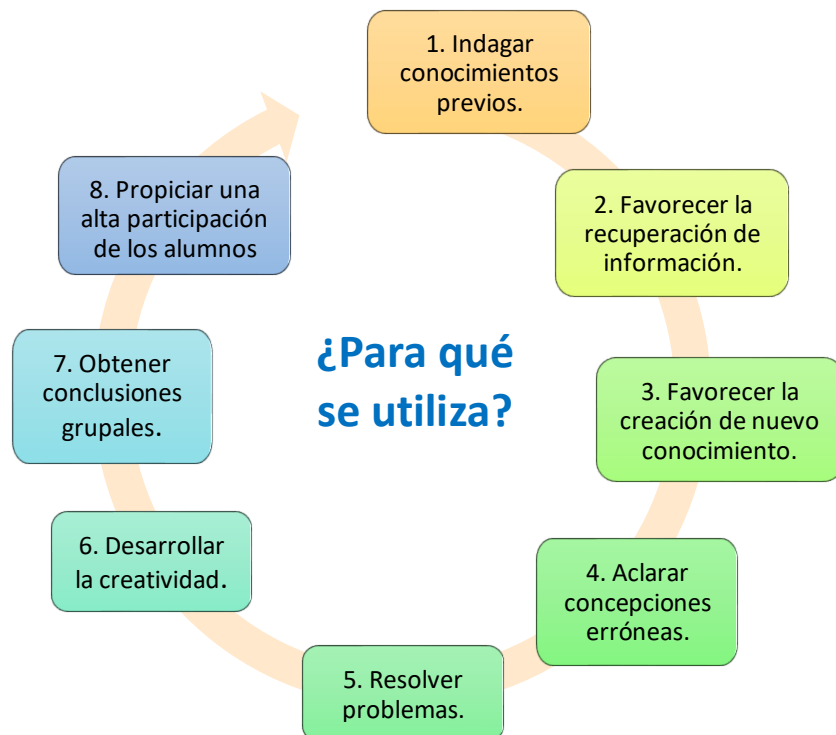 1. Indagar
conocimientos
previos.
2. Favorecer la
recuperación de
información.
3. Favorecer la
creación de nuevo
conocimiento.
4. Aclarar
concepciones
erróneas.
5. Resolver
problemas.
6. Desarrollar
la creatividad.
7. Obtener
conclusiones
grupales.
8. Propiciar una
alta participación
de los alumnos
¿Para qué
se utiliza?